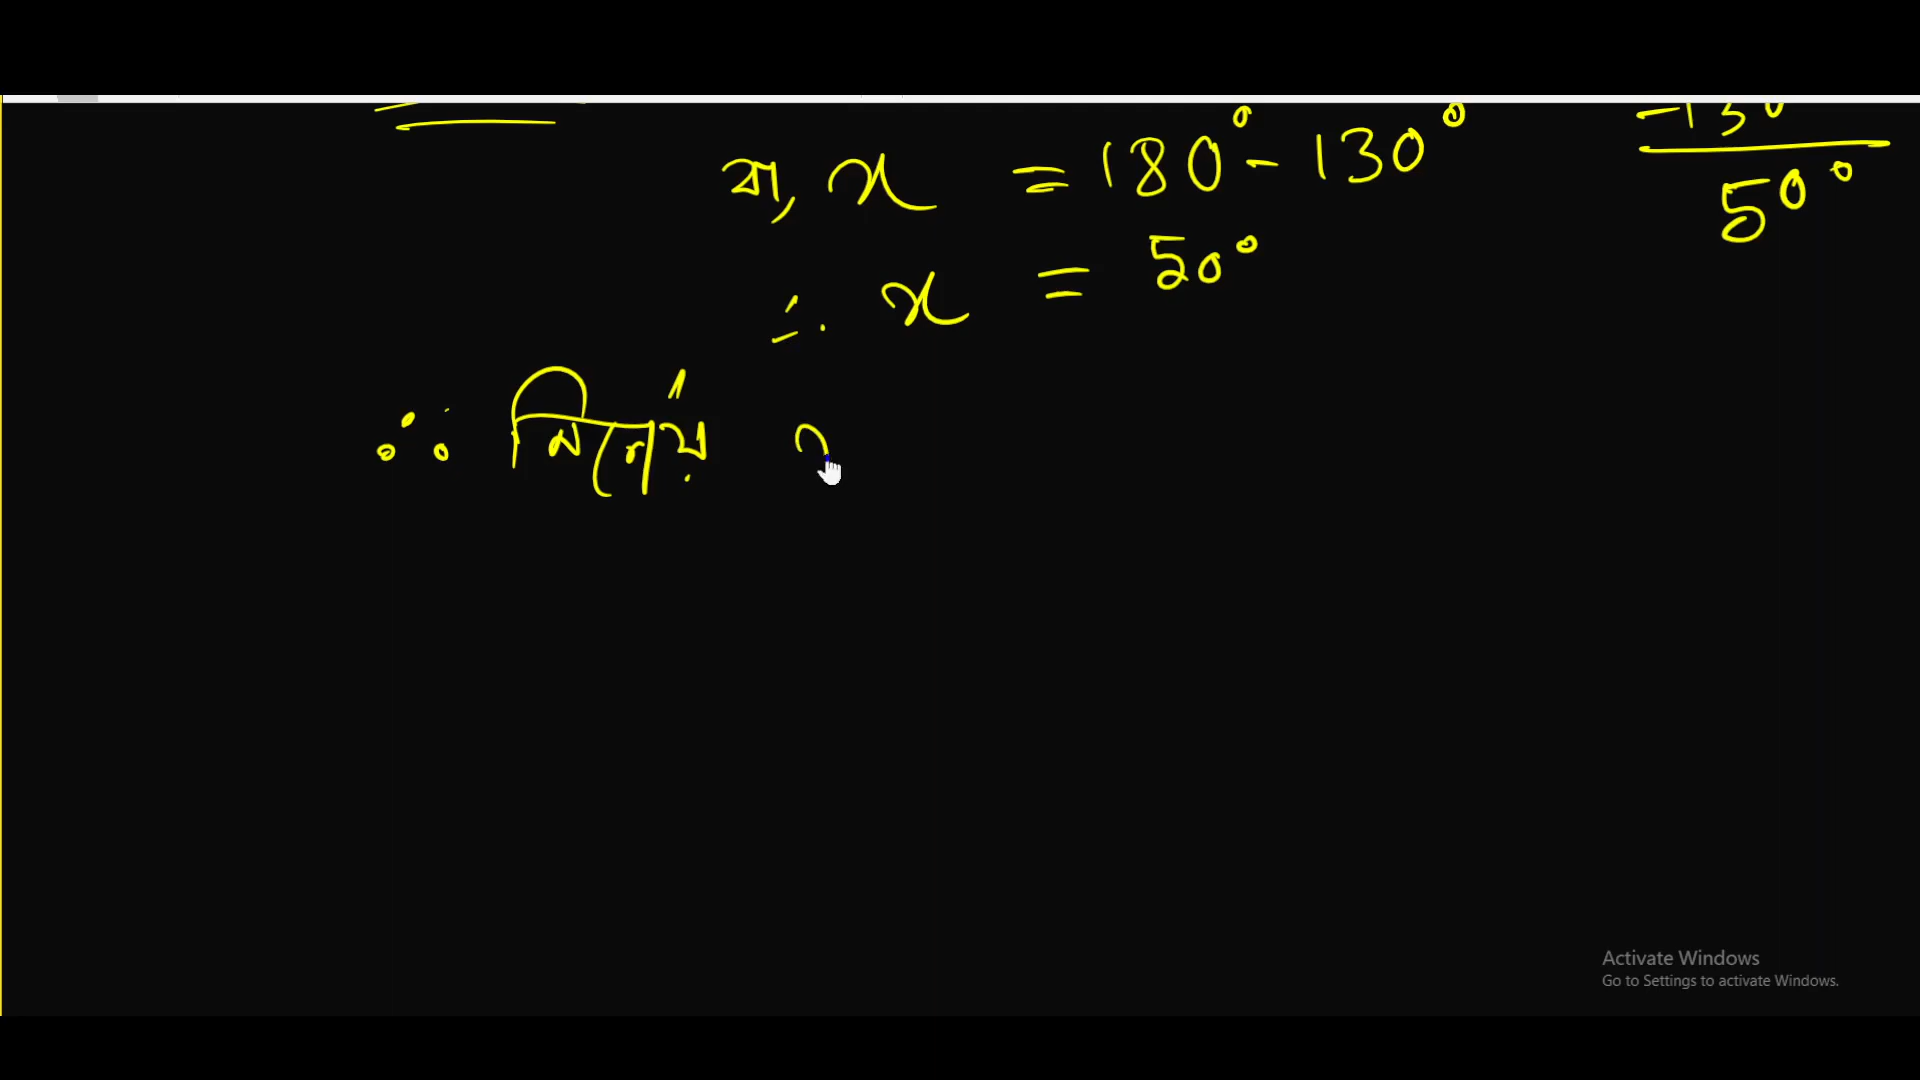 -130
বা, x = 180° - 130°
50°
∴ x = 50°
∴ নির্ণেয়
Activate Windows
Go to Settings to activate Windows.